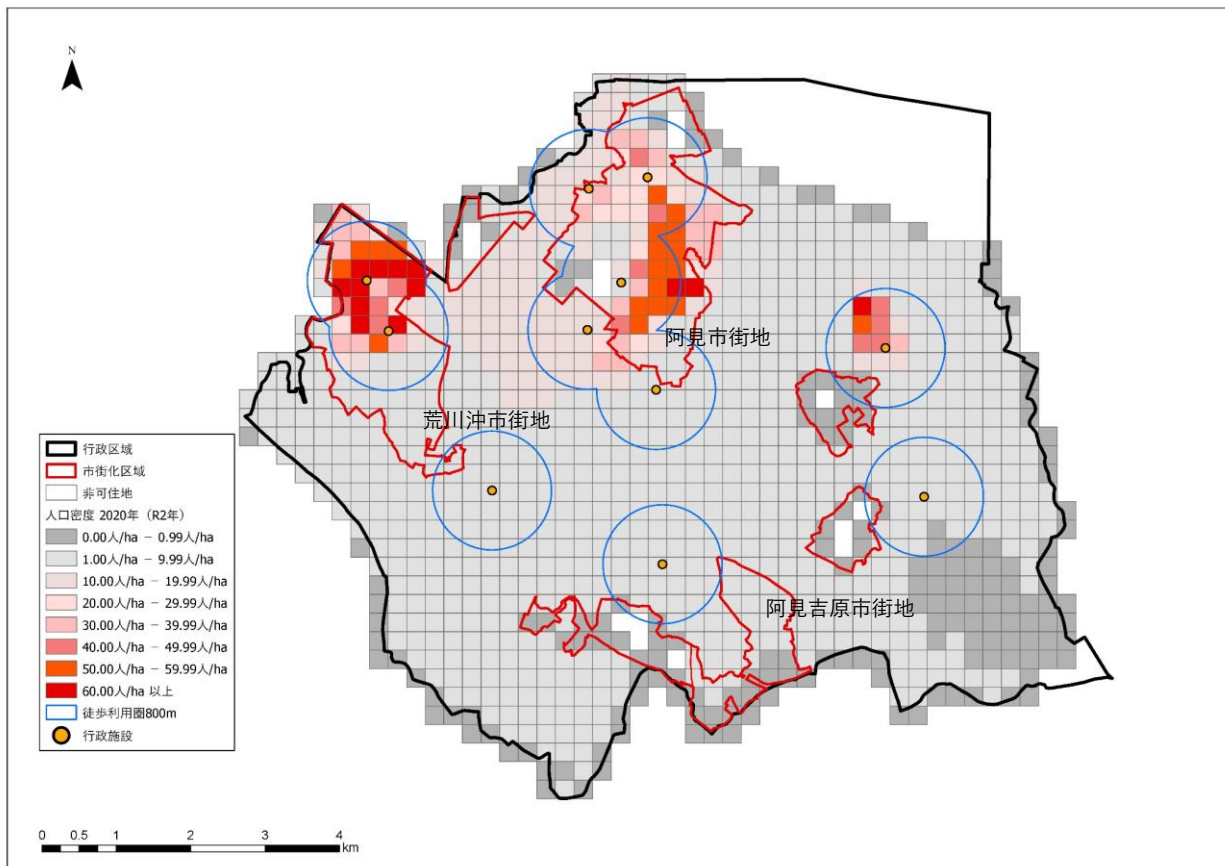 N
阿見市街地
荒川沖市街地
阿見吉原市街地
行政区域
市街化区域
非可住地
人口密度 2020年（R2年）
0.00人/ha － 0.99人/ha
1.00人/ha － 9.99人/ha
10.00人/ha － 19.99人/ha
20.00人/ha － 29.99人/ha
30.00人/ha － 39.99人/ha
40.00人/ha － 49.99人/ha
50.00人/ha － 59.99人/ha
60.00人/ha 以上
徒歩利用圏800m
行政施設
0 0.5 1 2 3 4
km